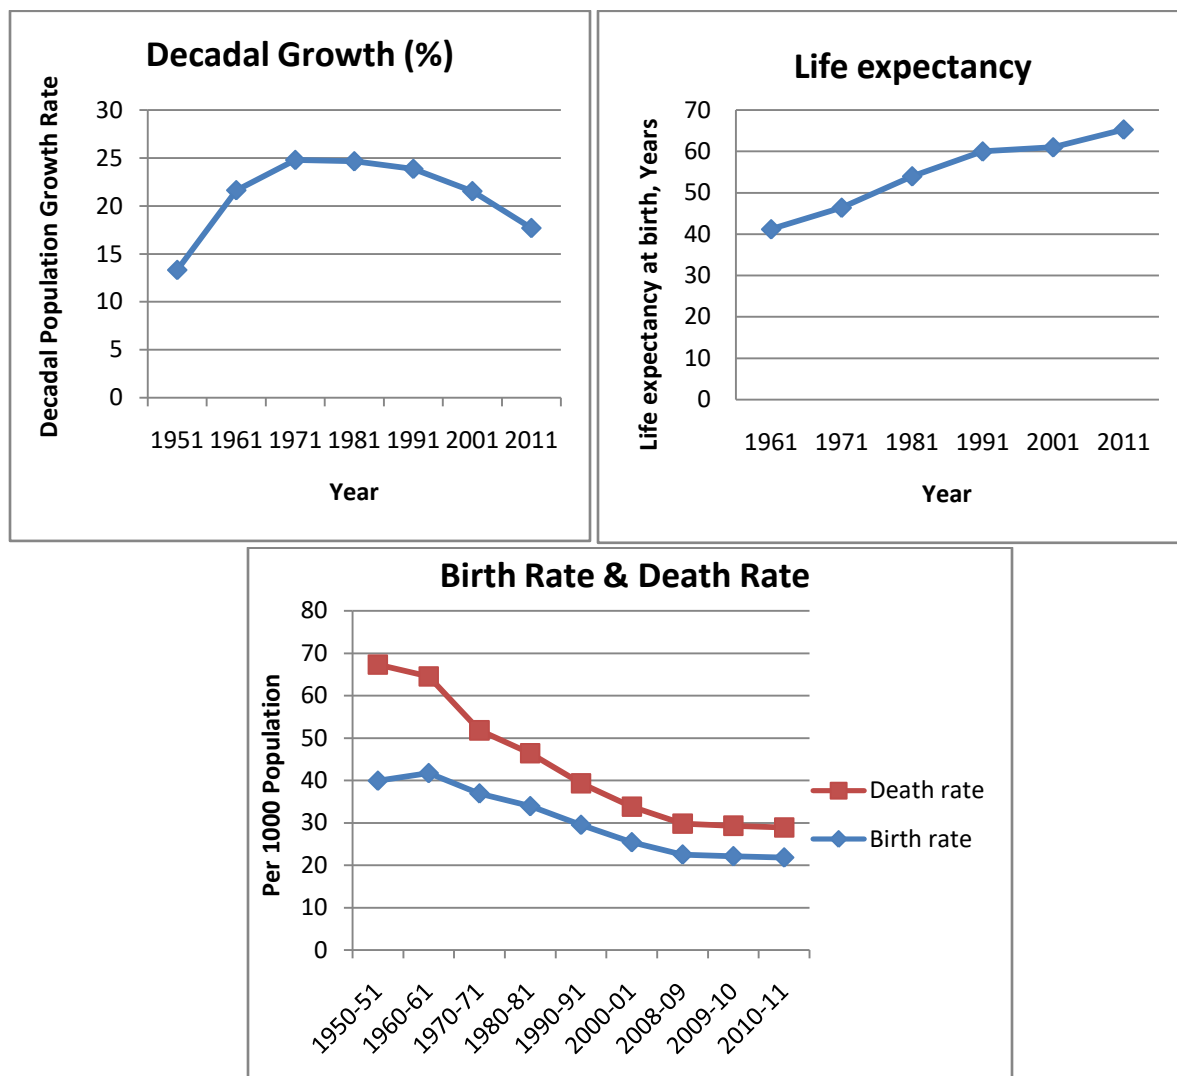 Decadal Growth (%)
Decadal Population Growth Rate
30
25
20
15
10
5
0
1951 1961 1971 1981 1991 2001 2011
Year
Life expectancy
Life expectancy at birth, Years
70
60
50
40
30
20
10
0
1961 1971 1981 1991 2001 2011
Year
Birth Rate & Death Rate
Per 1000 Population
80
70
60
50
40
30
20
10
0
1950-51
1960-61
1970-71
1980-81
1990-91
2000-01
2008-09
2009-10
2010-11
Death rate
Birth rate